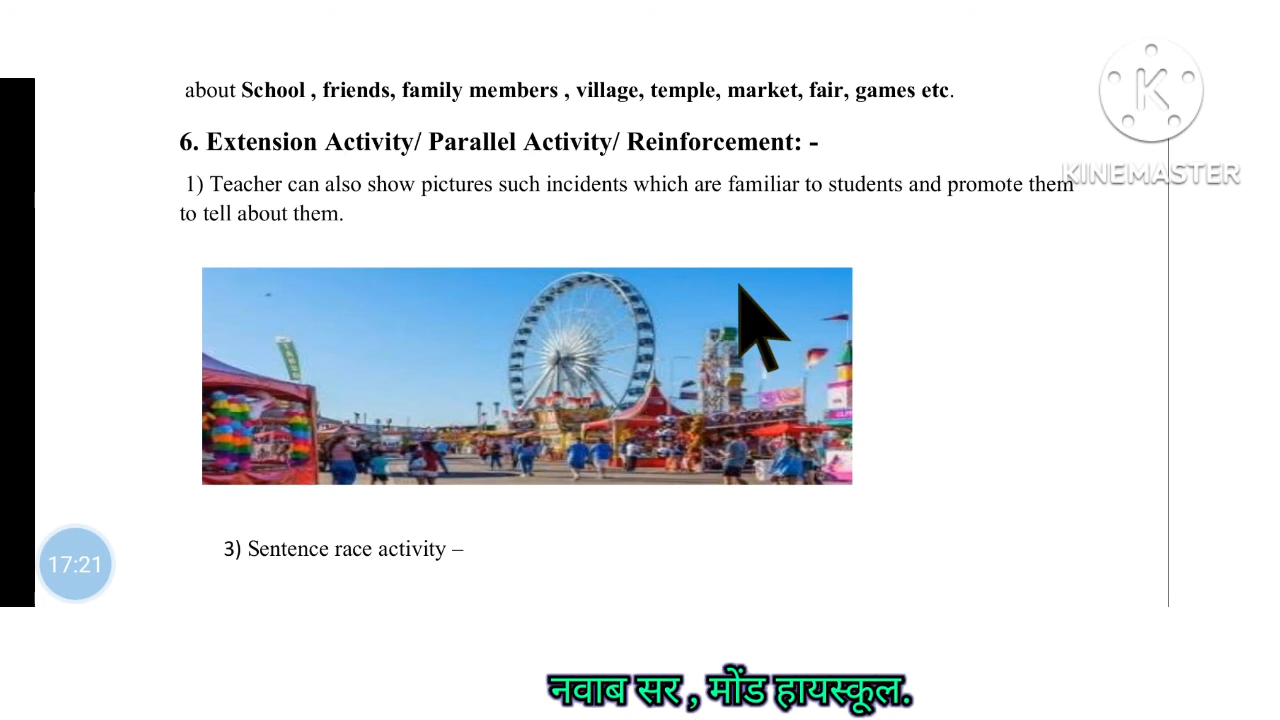 about School , friends, family members , village, temple, market, fair, games etc.
6. Extension Activity/ Parallel Activity/ Reinforcement: -
1) Teacher can also show pictures such incidents which are familiar to students and promote them
to tell about them.
K
KINEMASTER
3) Sentence race activity –
17:21
नवाब सर , मोंड हायस्कूल.